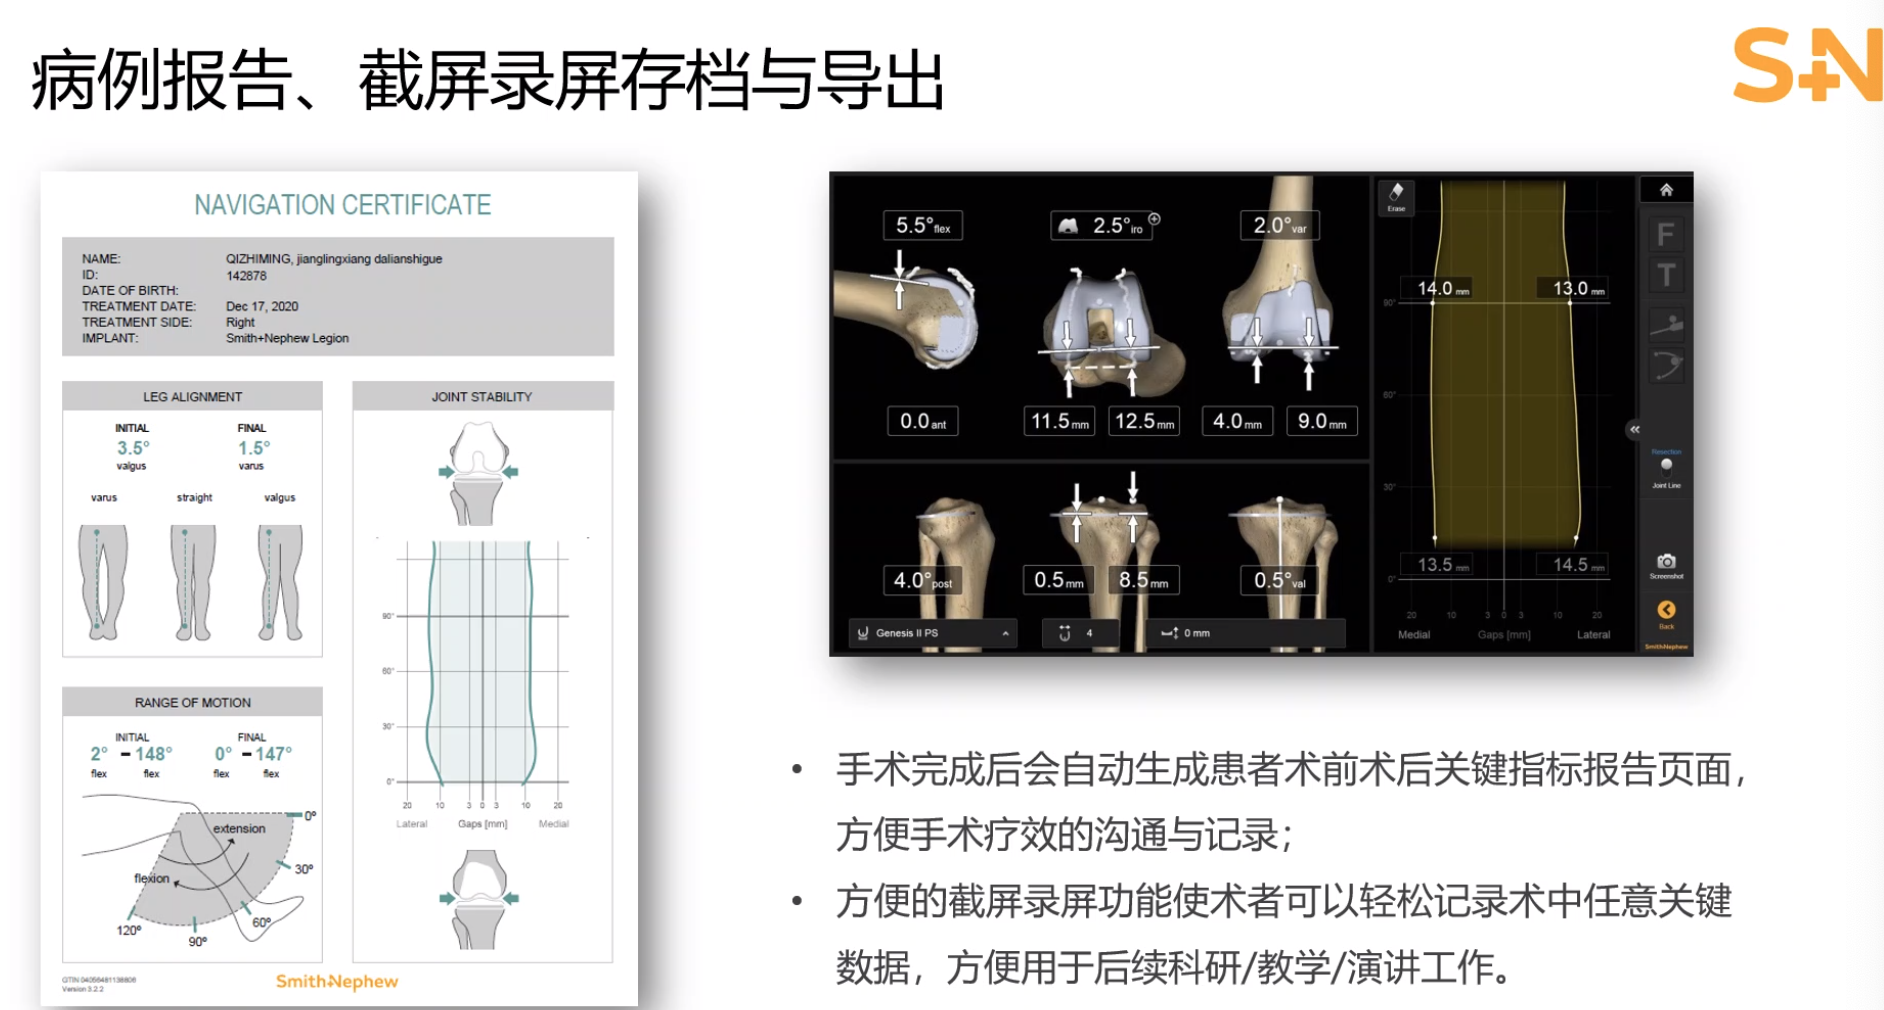 病例报告、截屏录屏存档与导出
S+N
NAVIGATION CERTIFICATE
NAME: QIZHIMING, jianglingxiang dalianshigue
ID: 142878
DATE OF BIRTH:
TREATMENT DATE: Dec 17, 2020
TREATMENT SIDE: Right
IMPLANT: Smith+Nephew Legion
LEG ALIGNMENT
INITIAL FINAL
3.5° 1.5°
valgus varus
varus straight valgus
RANGE OF MOTION
INITIAL FINAL
2° - 148° 0° - 147°
flex flex flex flex
extension
flexion
0°
30°
60°
90°
120°
JOINT STABILITY
90°
60°
30°
0°
20 10 3 0 3 10 20
Lateral Gaps [mm] Medial
Version 3.2.2
Smith+Nephew
5.5°flex 2.5°iro 2.0°var
0.0 ant 11.5 mm 12.5 mm 4.0 mm 9.0 mm
4.0°post 0.5 mm 8.5 mm 0.5°val
Genesis II PS 4 0 mm
Erase
14.0 mm 13.0 mm
90°
60°
30°
13.5 mm 14.5 mm
0°
20 10 3 0 3 10 20
Medial Gaps [mm] Lateral
F
T
Resection
Joint Line
Screenshot
Back
Smith+Nephew
• 手术完成后会自动生成患者术前术后关键指标报告页面，
方便手术疗效的沟通与记录；
• 方便的截屏录屏功能使术者可以轻松记录术中任意关键
数据，方便用于后续科研/教学/演讲工作。